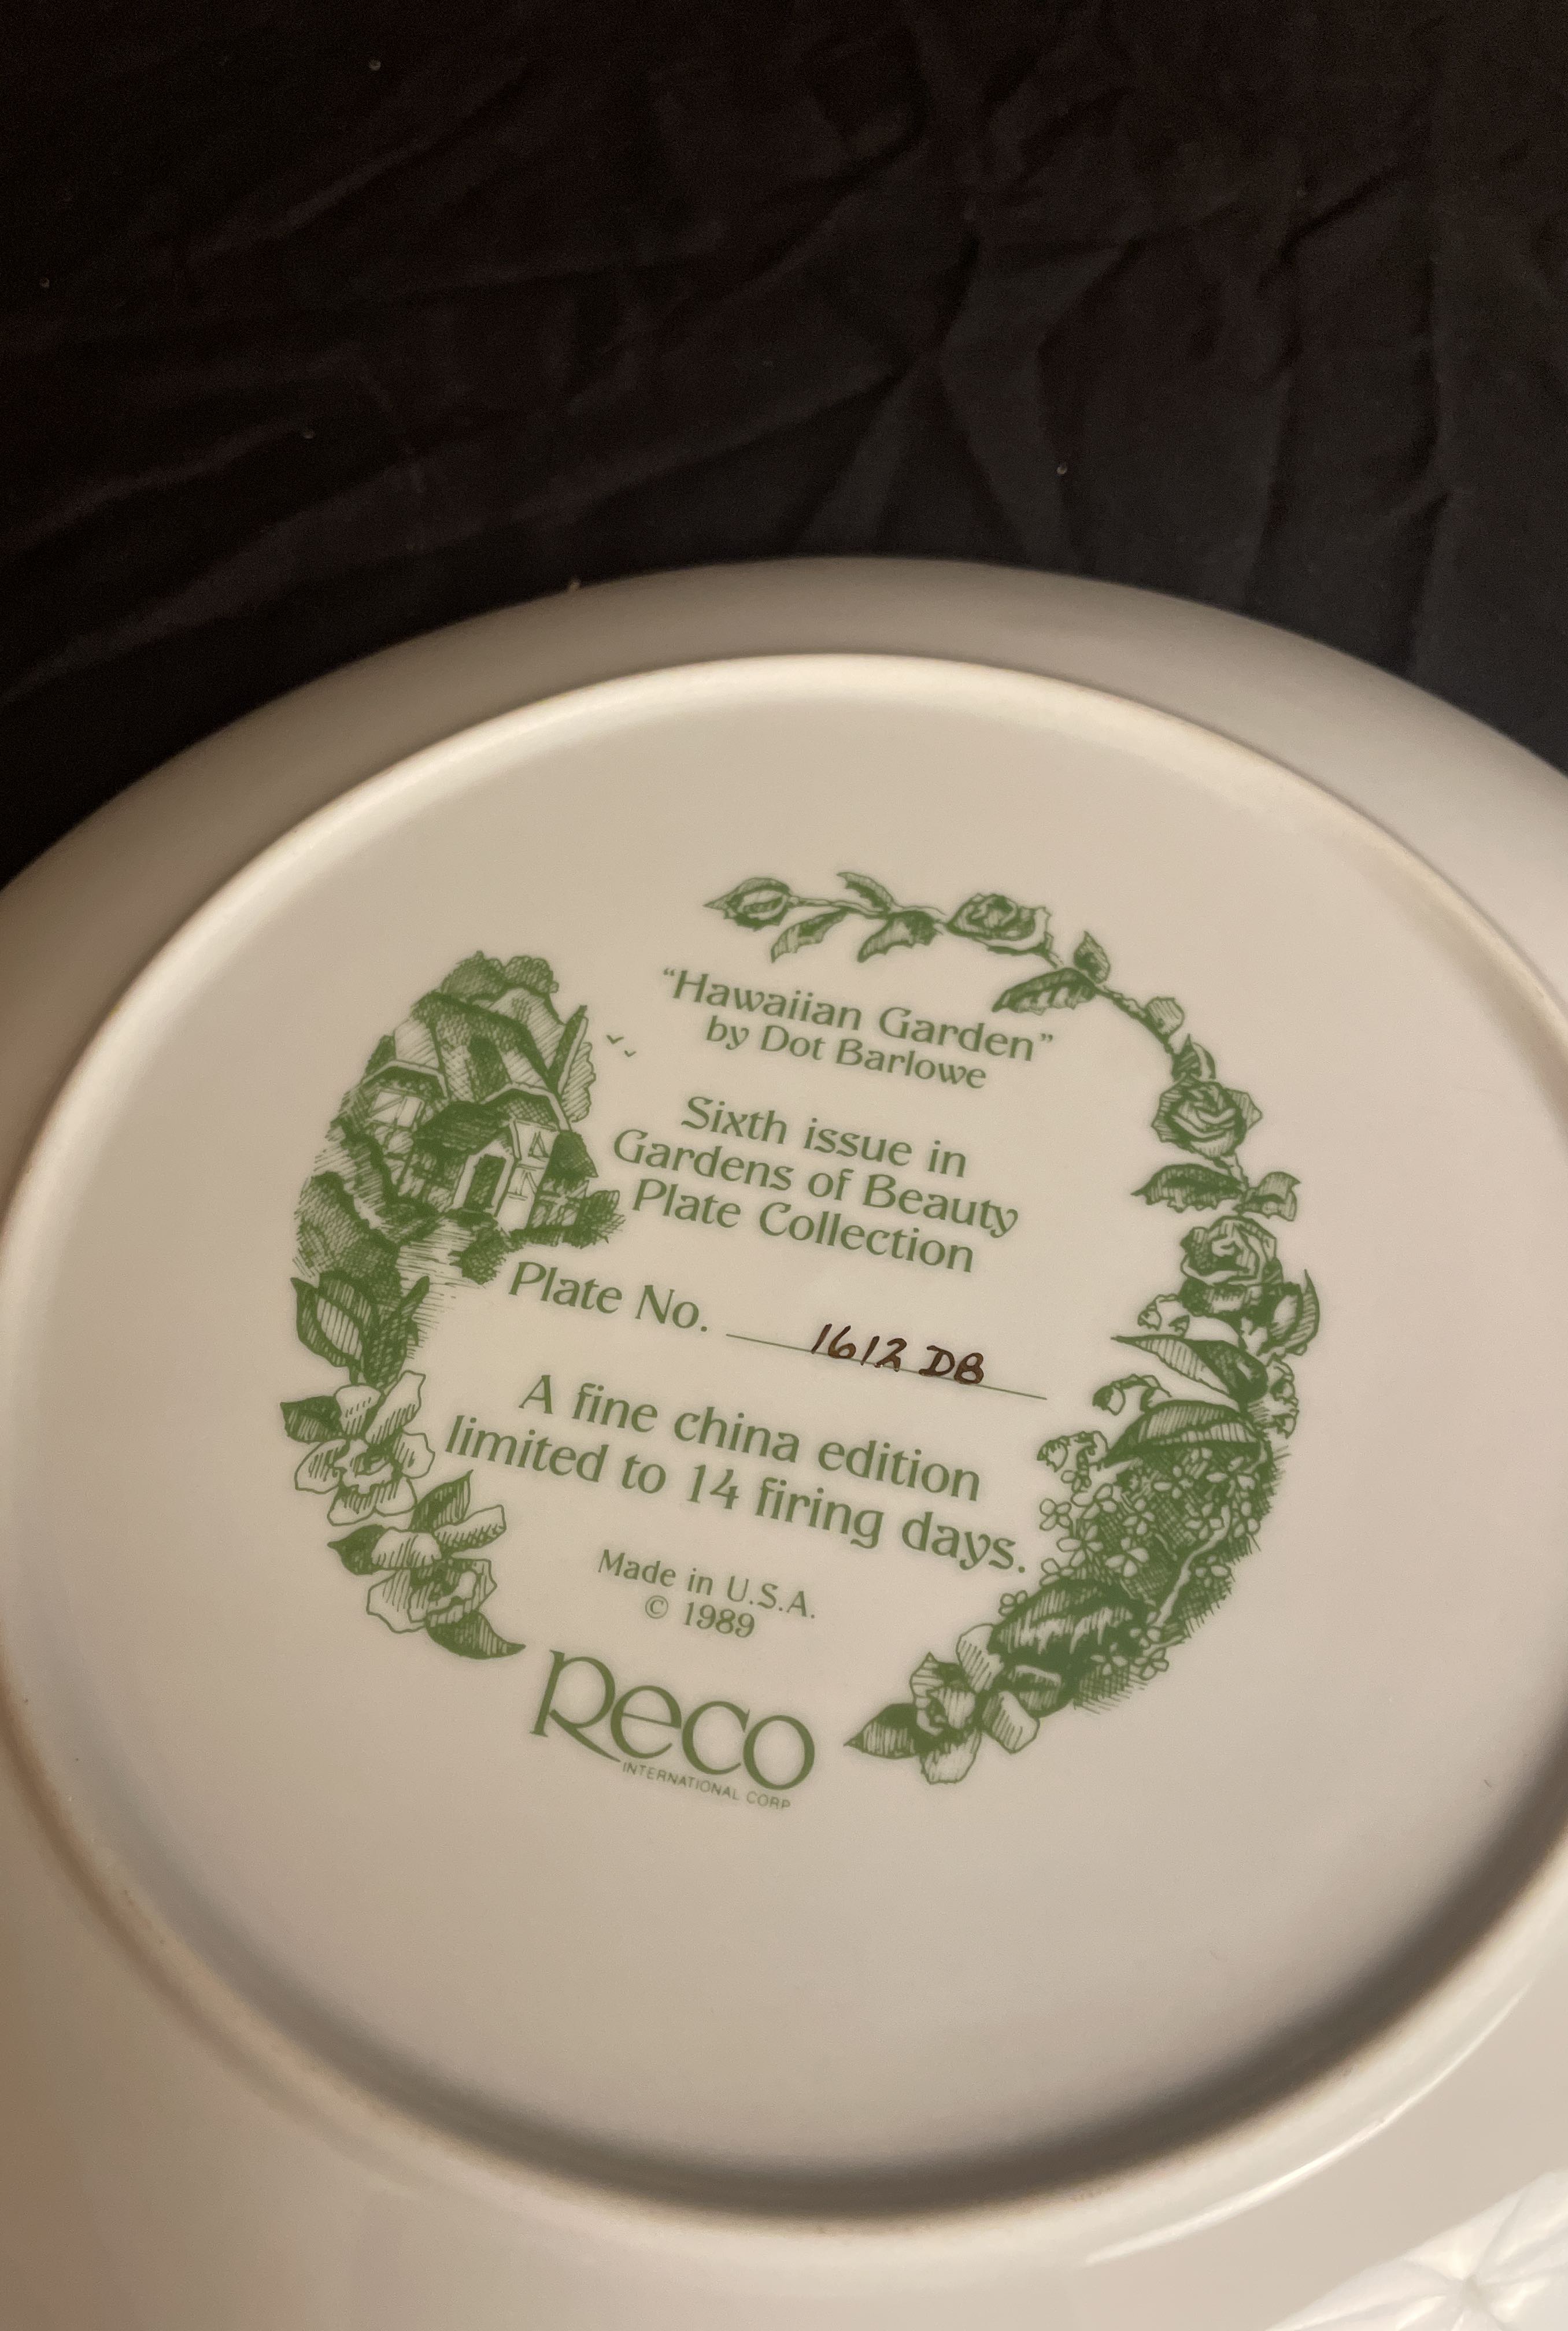 “Hawaiian Garden”
by Dot Barlowe
Sixth issue in
Gardens of Beauty
Plate Collection
Plate No. 1612 DB
A fine china edition
limited to 14 firing days.
Made in U.S.A.
© 1989
Reco
INTERNATIONAL CORP